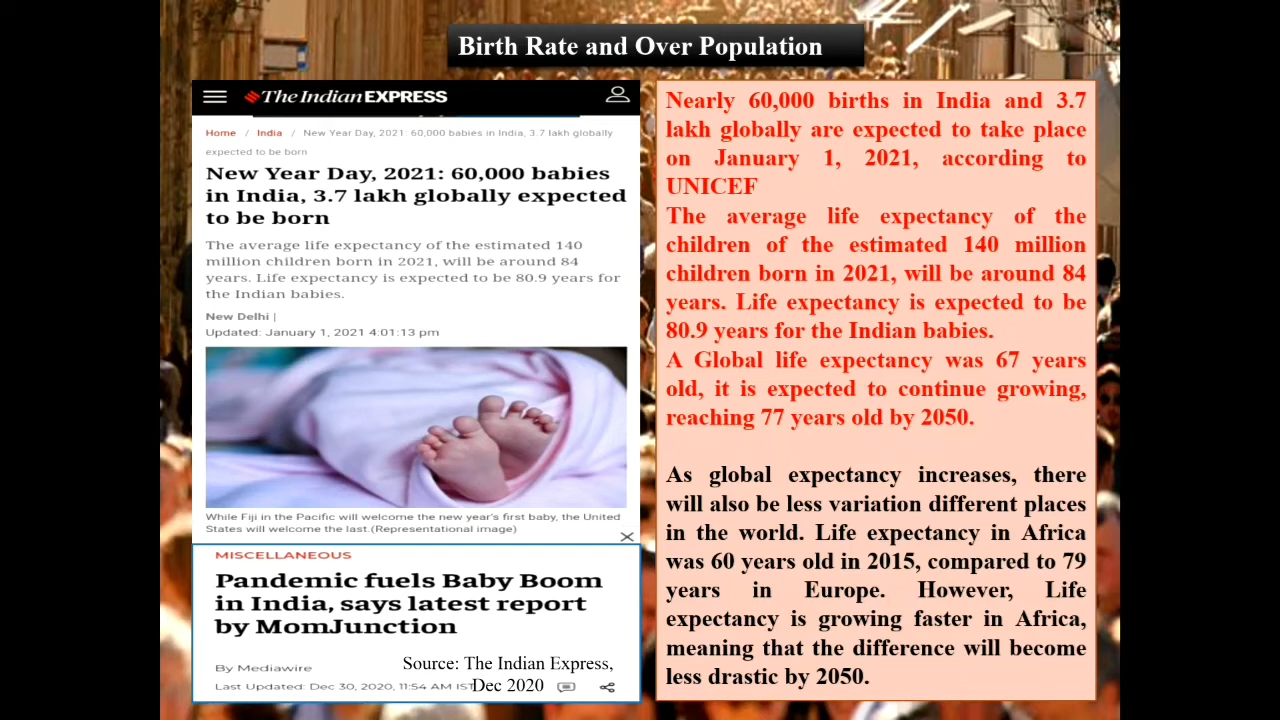 Birth Rate and Over Population
The Indian EXPRESS
Home / India / New Year Day, 2021: 60,000 babies in India, 3.7 lakh globally
expected to be born
New Year Day, 2021: 60,000 babies
in India, 3.7 lakh globally expected
to be born
The average life expectancy of the estimated 140
million children born in 2021, will be around 84
years. Life expectancy is expected to be 80.9 years for
the Indian babies.
New Delhi |
Updated: January 1, 2021 4:01:13 pm
While Fiji in the Pacific will welcome the new year's first baby, the United
States will welcome the last.(Representational image)
MISCELLANEOUS
Pandemic fuels Baby Boom
in India, says latest report
by MomJunction
By Mediawire
Last Updated: Dec 30, 2020, 11:54 AM IST
Source: The Indian Express,
Dec 2020
Nearly 60,000 births in India and 3.7
lakh globally are expected to take place
on January 1, 2021, according to
UNICEF
The average life expectancy of the
children of the estimated 140 million
children born in 2021, will be around 84
years. Life expectancy is expected to be
80.9 years for the Indian babies.
A Global life expectancy was 67 years
old, it is expected to continue growing,
reaching 77 years old by 2050.
As global expectancy increases, there
will also be less variation different places
in the world. Life expectancy in Africa
was 60 years old in 2015, compared to 79
years in Europe. However, Life
expectancy is growing faster in Africa,
meaning that the difference will become
less drastic by 2050.